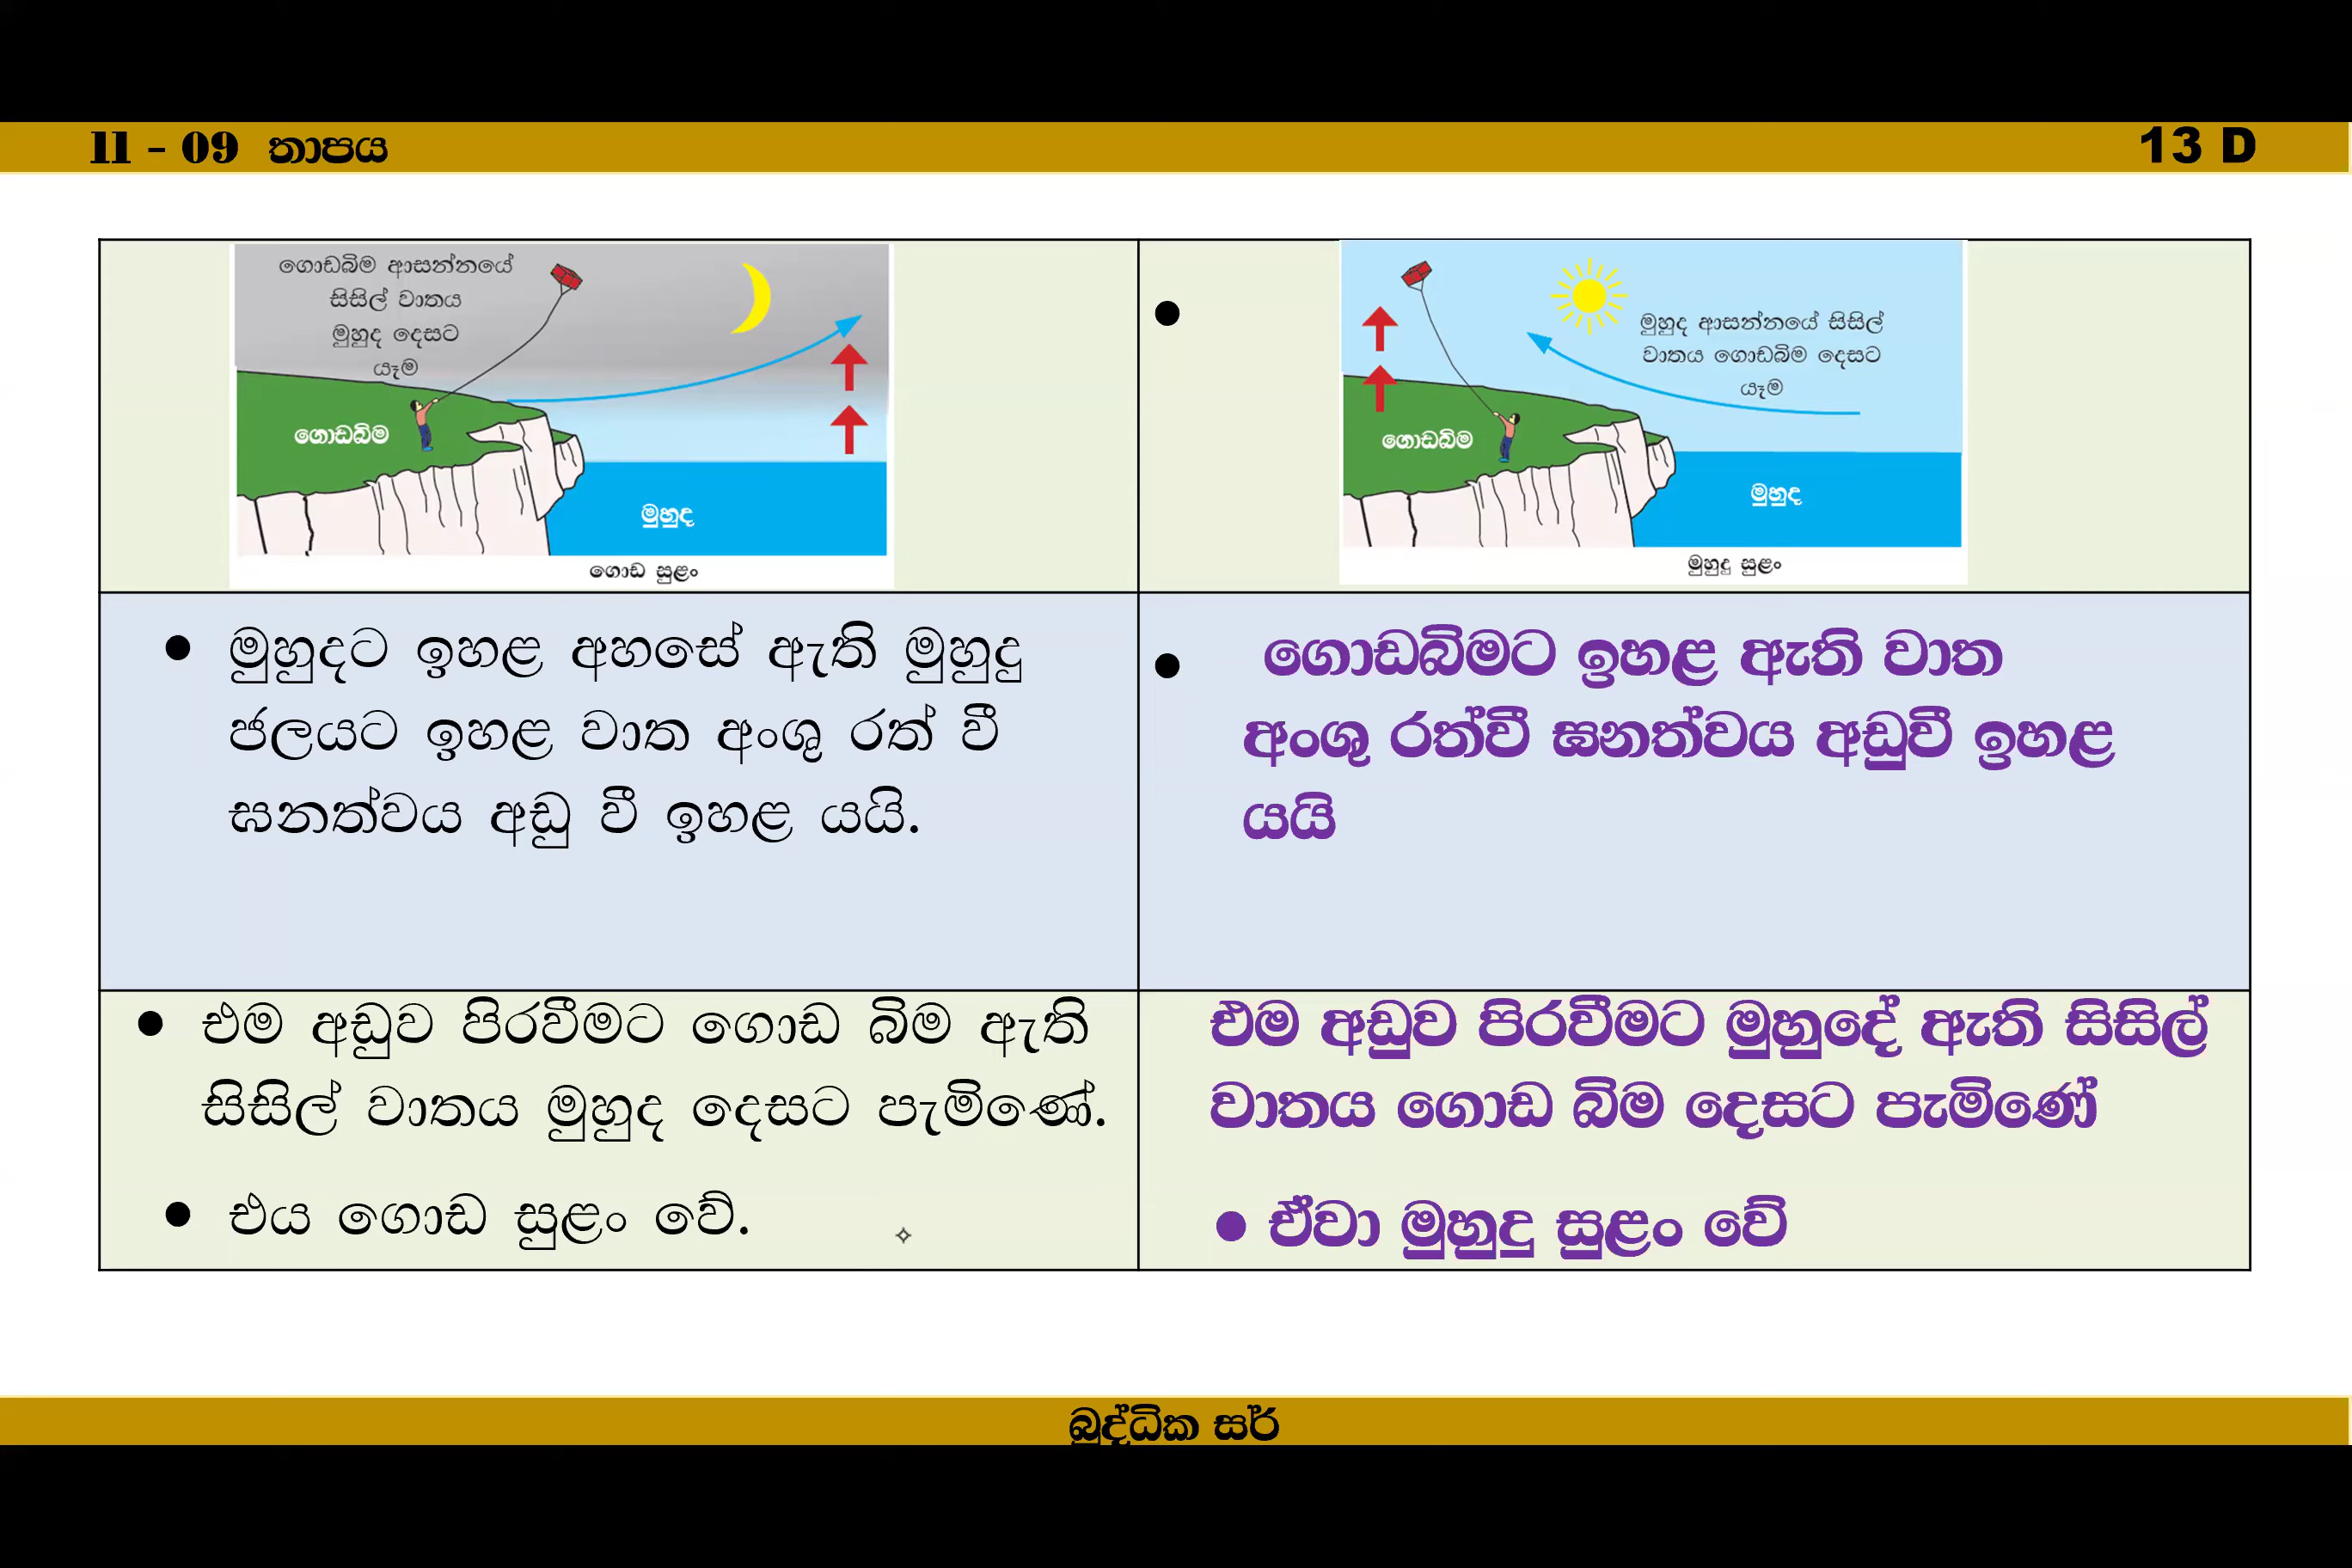 11 - 09 තාපය
13 D
ගොඩබිම ආසන්නයේ
සිසිල් වාතය
මුහුද දෙසට
යෑම
ගොඩබිම
මුහුද
ගොඩ සුළං
මුහුද ආසන්නයේ සිසිල්
වාතය ගොඩබිම දෙසට
යෑම
ගොඩබිම
මුහුද
මුහුදු සුළං
• මුහුදට ඉහළ අහසේ ඇති මුහුදු
ජලයට ඉහළ වාත අංශු රත් වී
ඝනත්වය අඩු වී ඉහළ යයි.
• ගොඩබිමට ඉහළ ඇති වාත
අංශු රත්වී ඝනත්වය අඩුවී ඉහළ
යයි
• එම අඩුව පිරවීමට ගොඩ බිම ඇති
සිසිල් වාතය මුහුද දෙසට පැමිණේ.
• එය ගොඩ සුළං වේ.
එම අඩුව පිරවීමට මුහුදේ ඇති සිසිල්
වාතය ගොඩ බිම දෙසට පැමිණේ
• ඒවා මුහුදු සුළං වේ
බුද්ධික සර්